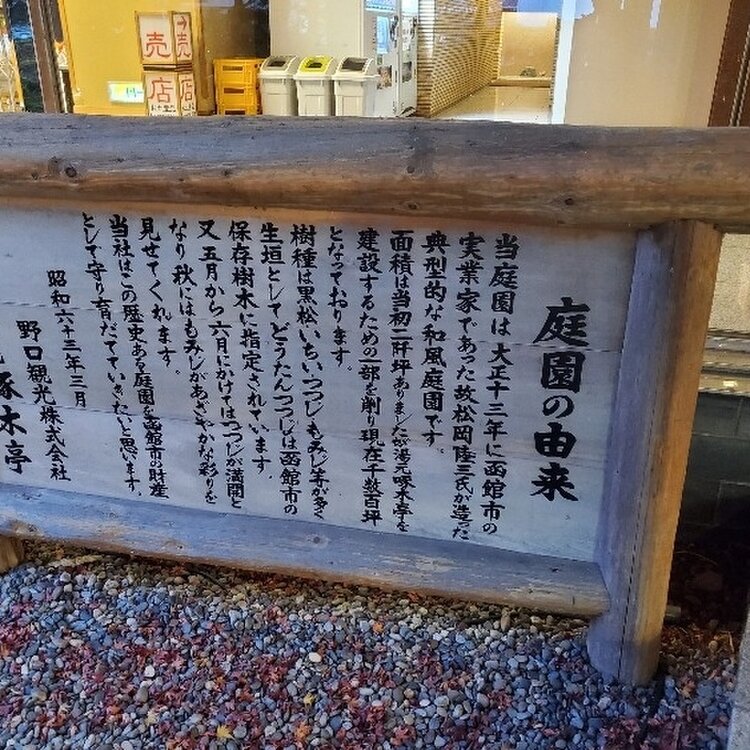 庭園の由来
当庭園は大正十三年に函館市の
実業家であった故松岡陸三氏が造った
典型的な和風庭園です。
面積は当初二阡坪ありましたが湯元啄木亭を
建設するための一部を削り現在千数百坪
となっております。
樹種は黒松いちいつつじもみじ等が多く
生垣としてどうたんつつじは函館市の
保存樹木に指定されています。
又五月から六月にかけてはつつじが満開と
なり秋にはもみじがあざやかな彩りを
見せてくれます。
当社はこの歴史ある庭園を函館市の財産
として守り育だてていきたいと思います。
昭和六十三年三月
野口観光株式会社
啄木亭
売店